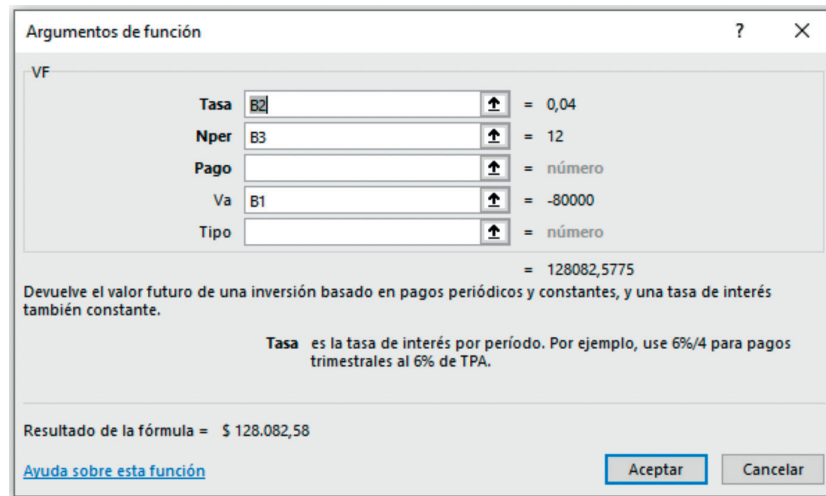 Argumentos de función ? ×
VF
Tasa B2 = 0,04
Nper B3 = 12
Pago = número
Va B1 = -80000
Tipo = número
= 128082,5775
Devuelve el valor futuro de una inversión basado en pagos periódicos y constantes, y una tasa de interés
también constante.
Tasa es la tasa de interés por período. Por ejemplo, use 6%/4 para pagos
trimestrales al 6% de TPA.
Resultado de la fórmula = $ 128.082,58
Ayuda sobre esta función Aceptar Cancelar